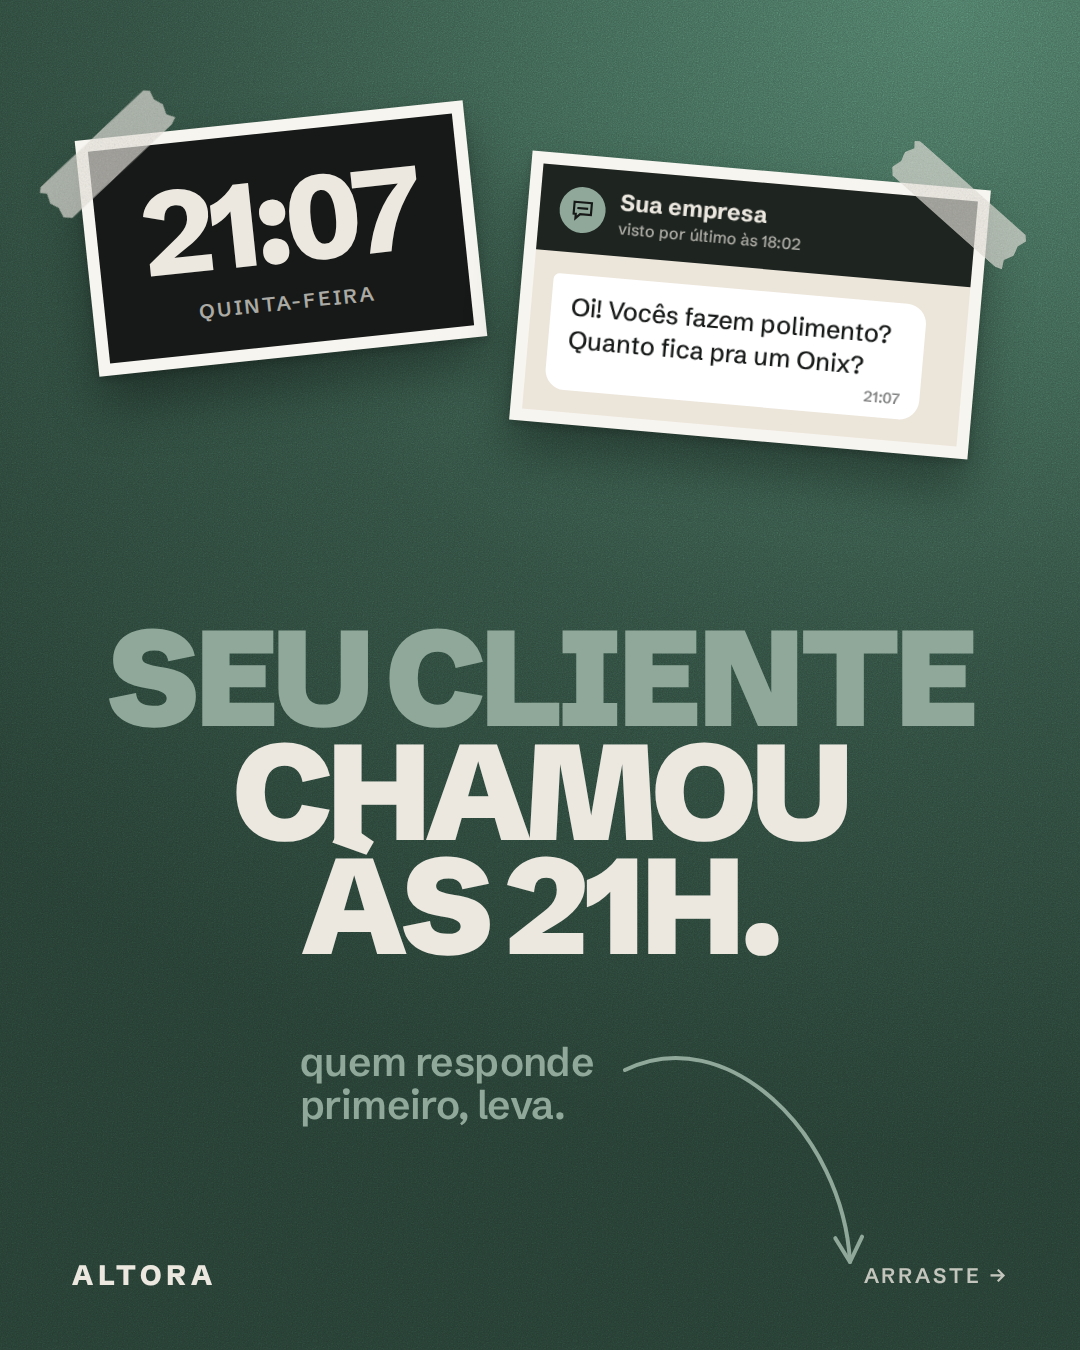 21:07
QUINTA-FEIRA
Sua empresa
visto por último às 18:02
Oi! Vocês fazem polimento?
Quanto fica pra um Onix?
21:07
SEU CLIENTE
CHAMOU
ÀS 21H.
quem responde
primeiro, leva.
ALTORA
ARRASTE →